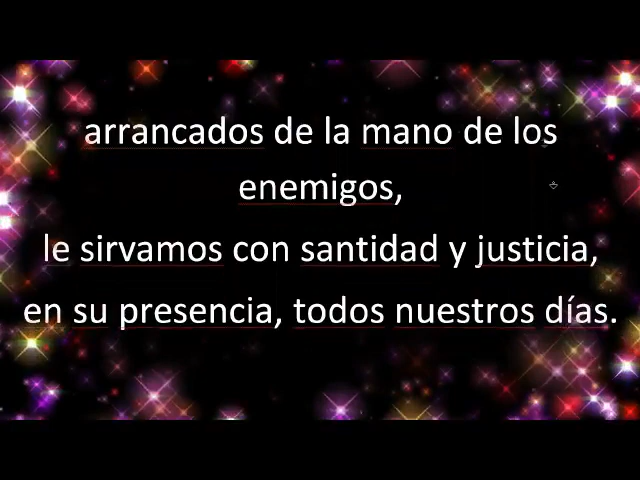 arrancados de la mano de los
enemigos,
le sirvamos con santidad y justicia,
en su presencia, todos nuestros días.